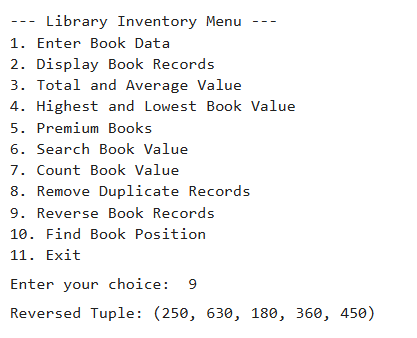 --- Library Inventory Menu ---
1. Enter Book Data
2. Display Book Records
3. Total and Average Value
4. Highest and Lowest Book Value
5. Premium Books
6. Search Book Value
7. Count Book Value
8. Remove Duplicate Records
9. Reverse Book Records
10. Find Book Position
11. Exit
Enter your choice:  9
Reversed Tuple: (250, 630, 180, 360, 450)